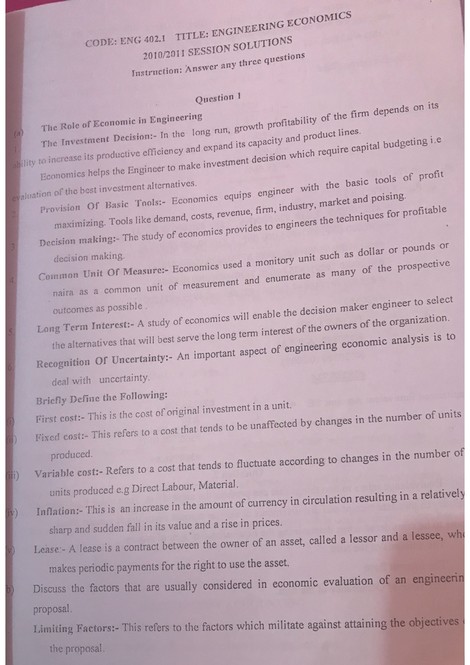 CODE: ENG 402.1 TITLE: ENGINEERING ECONOMICS
2010/2011 SESSION SOLUTIONS
Instruction: Answer any three questions
Question 1
(a) The Role of Economic in Engineering
The Investment Decision:- In the long run, growth profitability of the firm depends on its
ability to increase its productive efficiency and expand its capacity and product lines.
Economics helps the Engineer to make investment decision which require capital budgeting i.e
evaluation of the best investment alternatives.
Provision Of Basic Tools:- Economics equips engineer with the basic tools of profit
maximizing. Tools like demand, costs, revenue, firm, industry, market and poising.
Decision making:- The study of economics provides to engineers the techniques for profitable
decision making.
Common Unit Of Measure:- Economics used a monitory unit such as dollar or pounds or
naira as a common unit of measurement and enumerate as many of the prospective
outcomes as possible .
Long Term Interest:- A study of economics will enable the decision maker engineer to select
the alternatives that will best serve the long term interest of the owners of the organization.
Recognition Of Uncertainty:- An important aspect of engineering economic analysis is to
deal with uncertainty.
Briefly Define the Following:
First cost:- This is the cost of original investment in a unit.
Fixed cost:- This refers to a cost that tends to be unaffected by changes in the number of units
produced.
iii) Variable cost:- Refers to a cost that tends to fluctuate according to changes in the number of
units produced e.g Direct Labour, Material.
Inflation:- This is an increase in the amount of currency in circulation resulting in a relatively
sharp and sudden fall in its value and a rise in prices.
Lease:- A lease is a contract between the owner of an asset, called a lessor and a lessee, who
makes periodic payments for the right to use the asset.
b) Discuss the factors that are usually considered in economic evaluation of an engineerin
proposal.
Limiting Factors:- This refers to the factors which militate against attaining the objectives
the proposal.